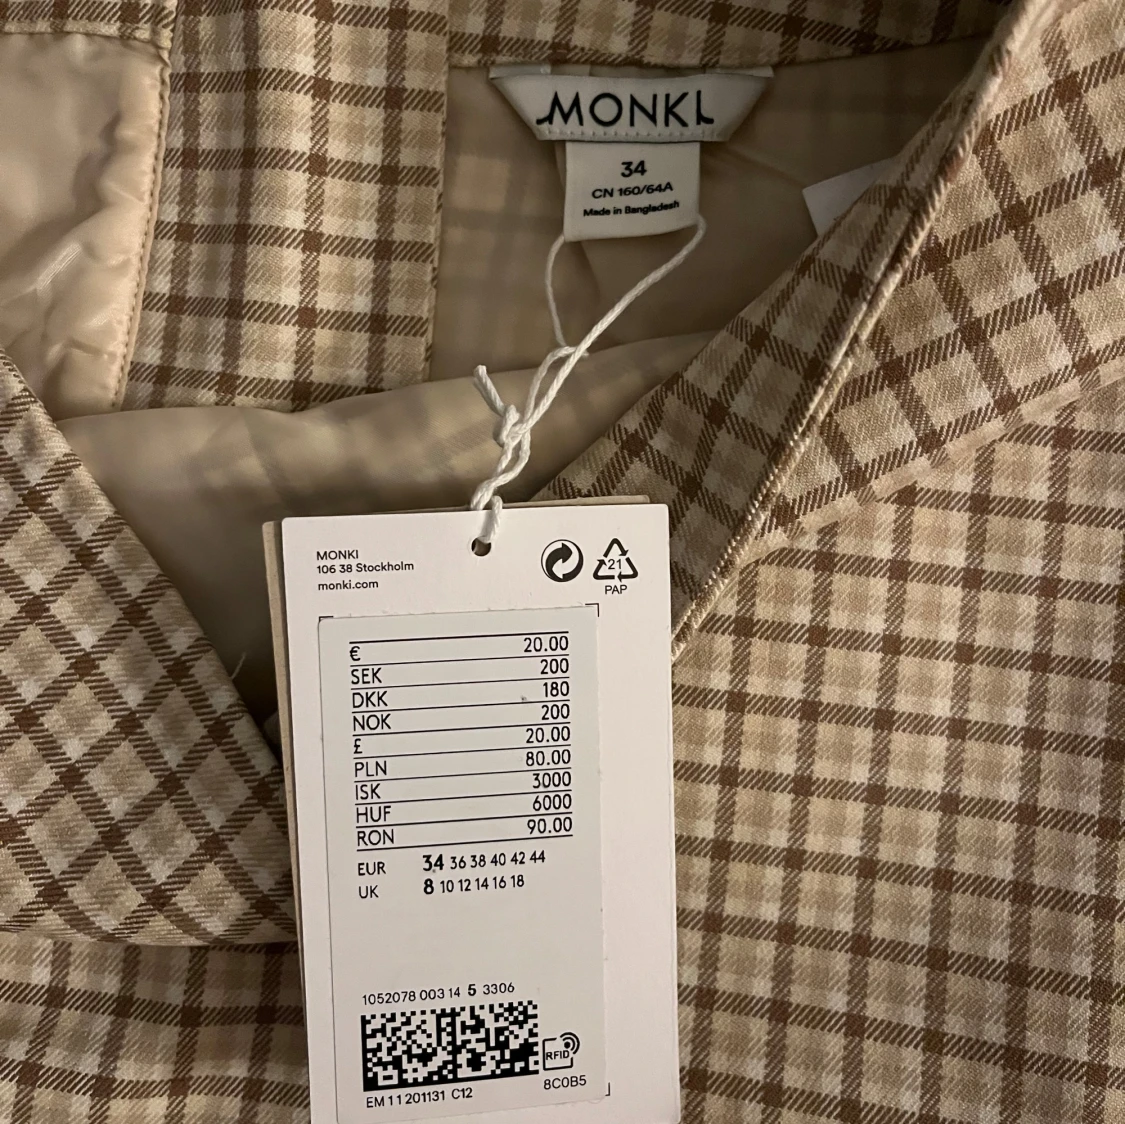 MONKI
34
CN 160/64A
Made in Bangladesh
MONKI
106 38 Stockholm
monki.com
21
PAP
€ 20.00
SEK 200
DKK 180
NOK 200
£ 20.00
PLN 80.00
ISK 3000
HUF 6000
RON 90.00
EUR 34 36 38 40 42 44
UK 8 10 12 14 16 18
1052078 003 14 5 3306
RFID
8C0B5
EM 11 201131 C12